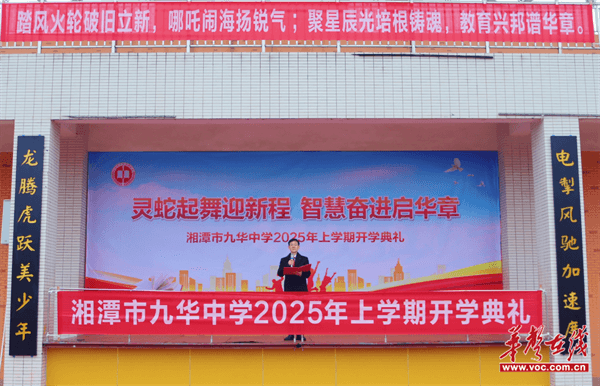 踏风火轮破旧立新，哪吒闹海扬锐气；聚星辰光培根铸魂，教育兴邦谱华章。
龙腾虎跃美少年
灵蛇起舞迎新程 智慧奋进启华章
湘潭市九华中学2025年上学期开学典礼
湘潭市九华中学2025年上学期开学典礼
电掣风驰加速度
华声在线
www.voc.com.cn